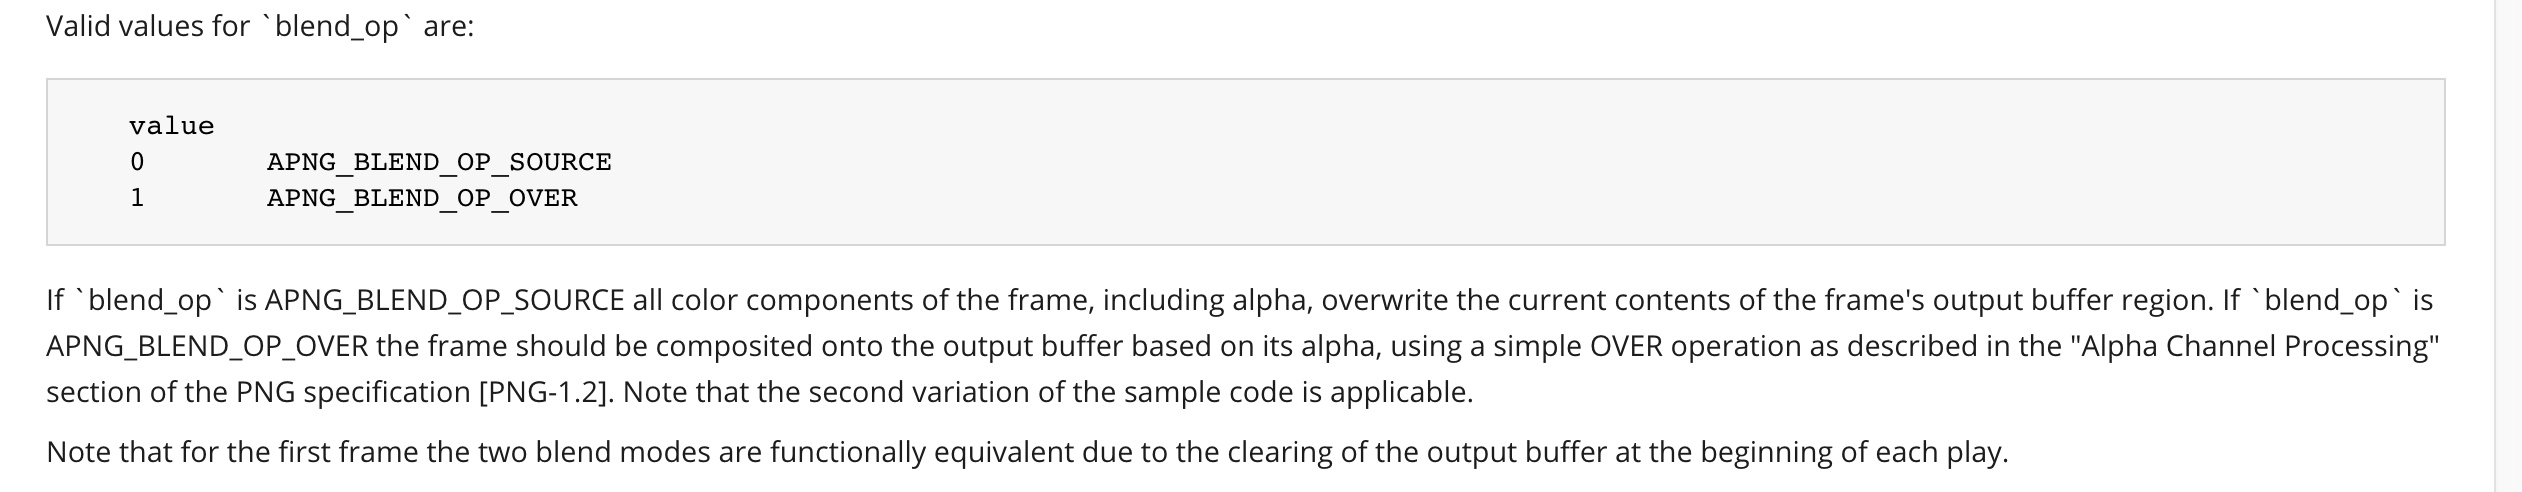 Valid values for `blend_op` are:
value
0 APNG_BLEND_OP_SOURCE
1 APNG_BLEND_OP_OVER
If `blend_op` is APNG_BLEND_OP_SOURCE all color components of the frame, including alpha, overwrite the current contents of the frame's output buffer region. If `blend_op` is
APNG_BLEND_OP_OVER the frame should be composited onto the output buffer based on its alpha, using a simple OVER operation as described in the "Alpha Channel Processing"
section of the PNG specification [PNG-1.2]. Note that the second variation of the sample code is applicable.
Note that for the first frame the two blend modes are functionally equivalent due to the clearing of the output buffer at the beginning of each play.